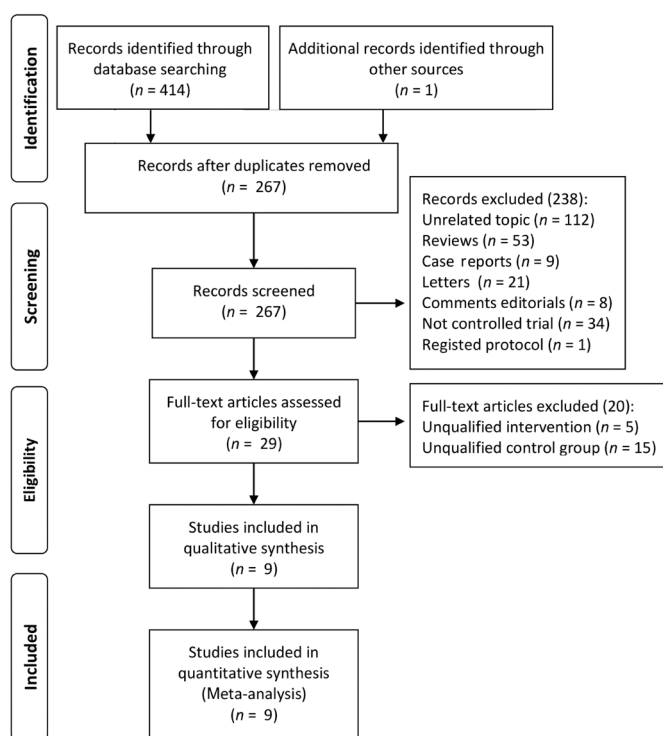 Identification
Records identified through
database searching
(n = 414)
Additional records identified through
other sources
(n = 1)
Records after duplicates removed
(n = 267)
Screening
Records screened
(n = 267)
Records excluded (238):
Unrelated topic (n = 112)
Reviews (n = 53)
Case reports (n = 9)
Letters (n = 21)
Comments editorials (n = 8)
Not controlled trial (n = 34)
Registed protocol (n = 1)
Eligibility
Full-text articles assessed
for eligibility
(n = 29)
Full-text articles excluded (20):
Unqualified intervention (n = 5)
Unqualified control group (n = 15)
Studies included in
qualitative synthesis
(n = 9)
Included
Studies included in
quantitative synthesis
(Meta-analysis)
(n = 9)